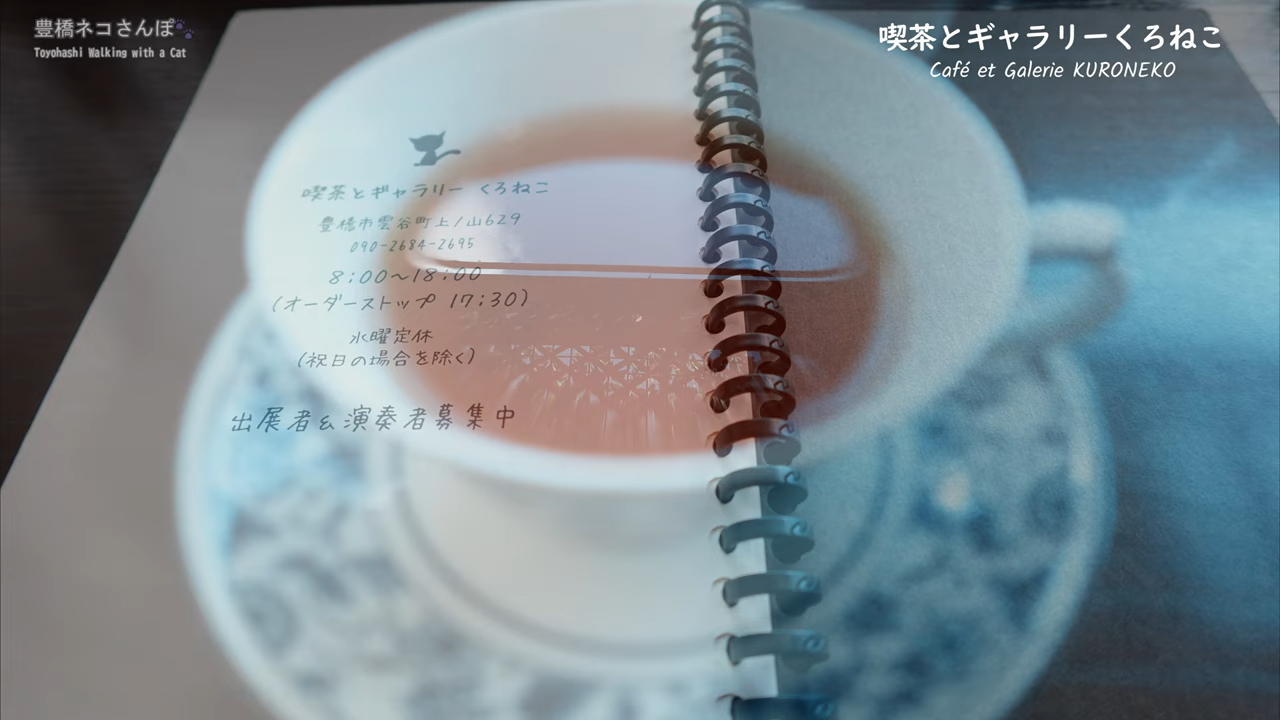 豊橋ネコさんぽ
Toyohashi Walking with a Cat
喫茶とギャラリーくろねこ
Café et Galerie KURONEKO
喫茶とギャラリー くろねこ
豊橋市雲谷町上ノ山629
090-2684-2695
8:00～18:00
(オーダーストップ 17:30)
水曜定休
(祝日の場合を除く)
出展者&演奏者募集中